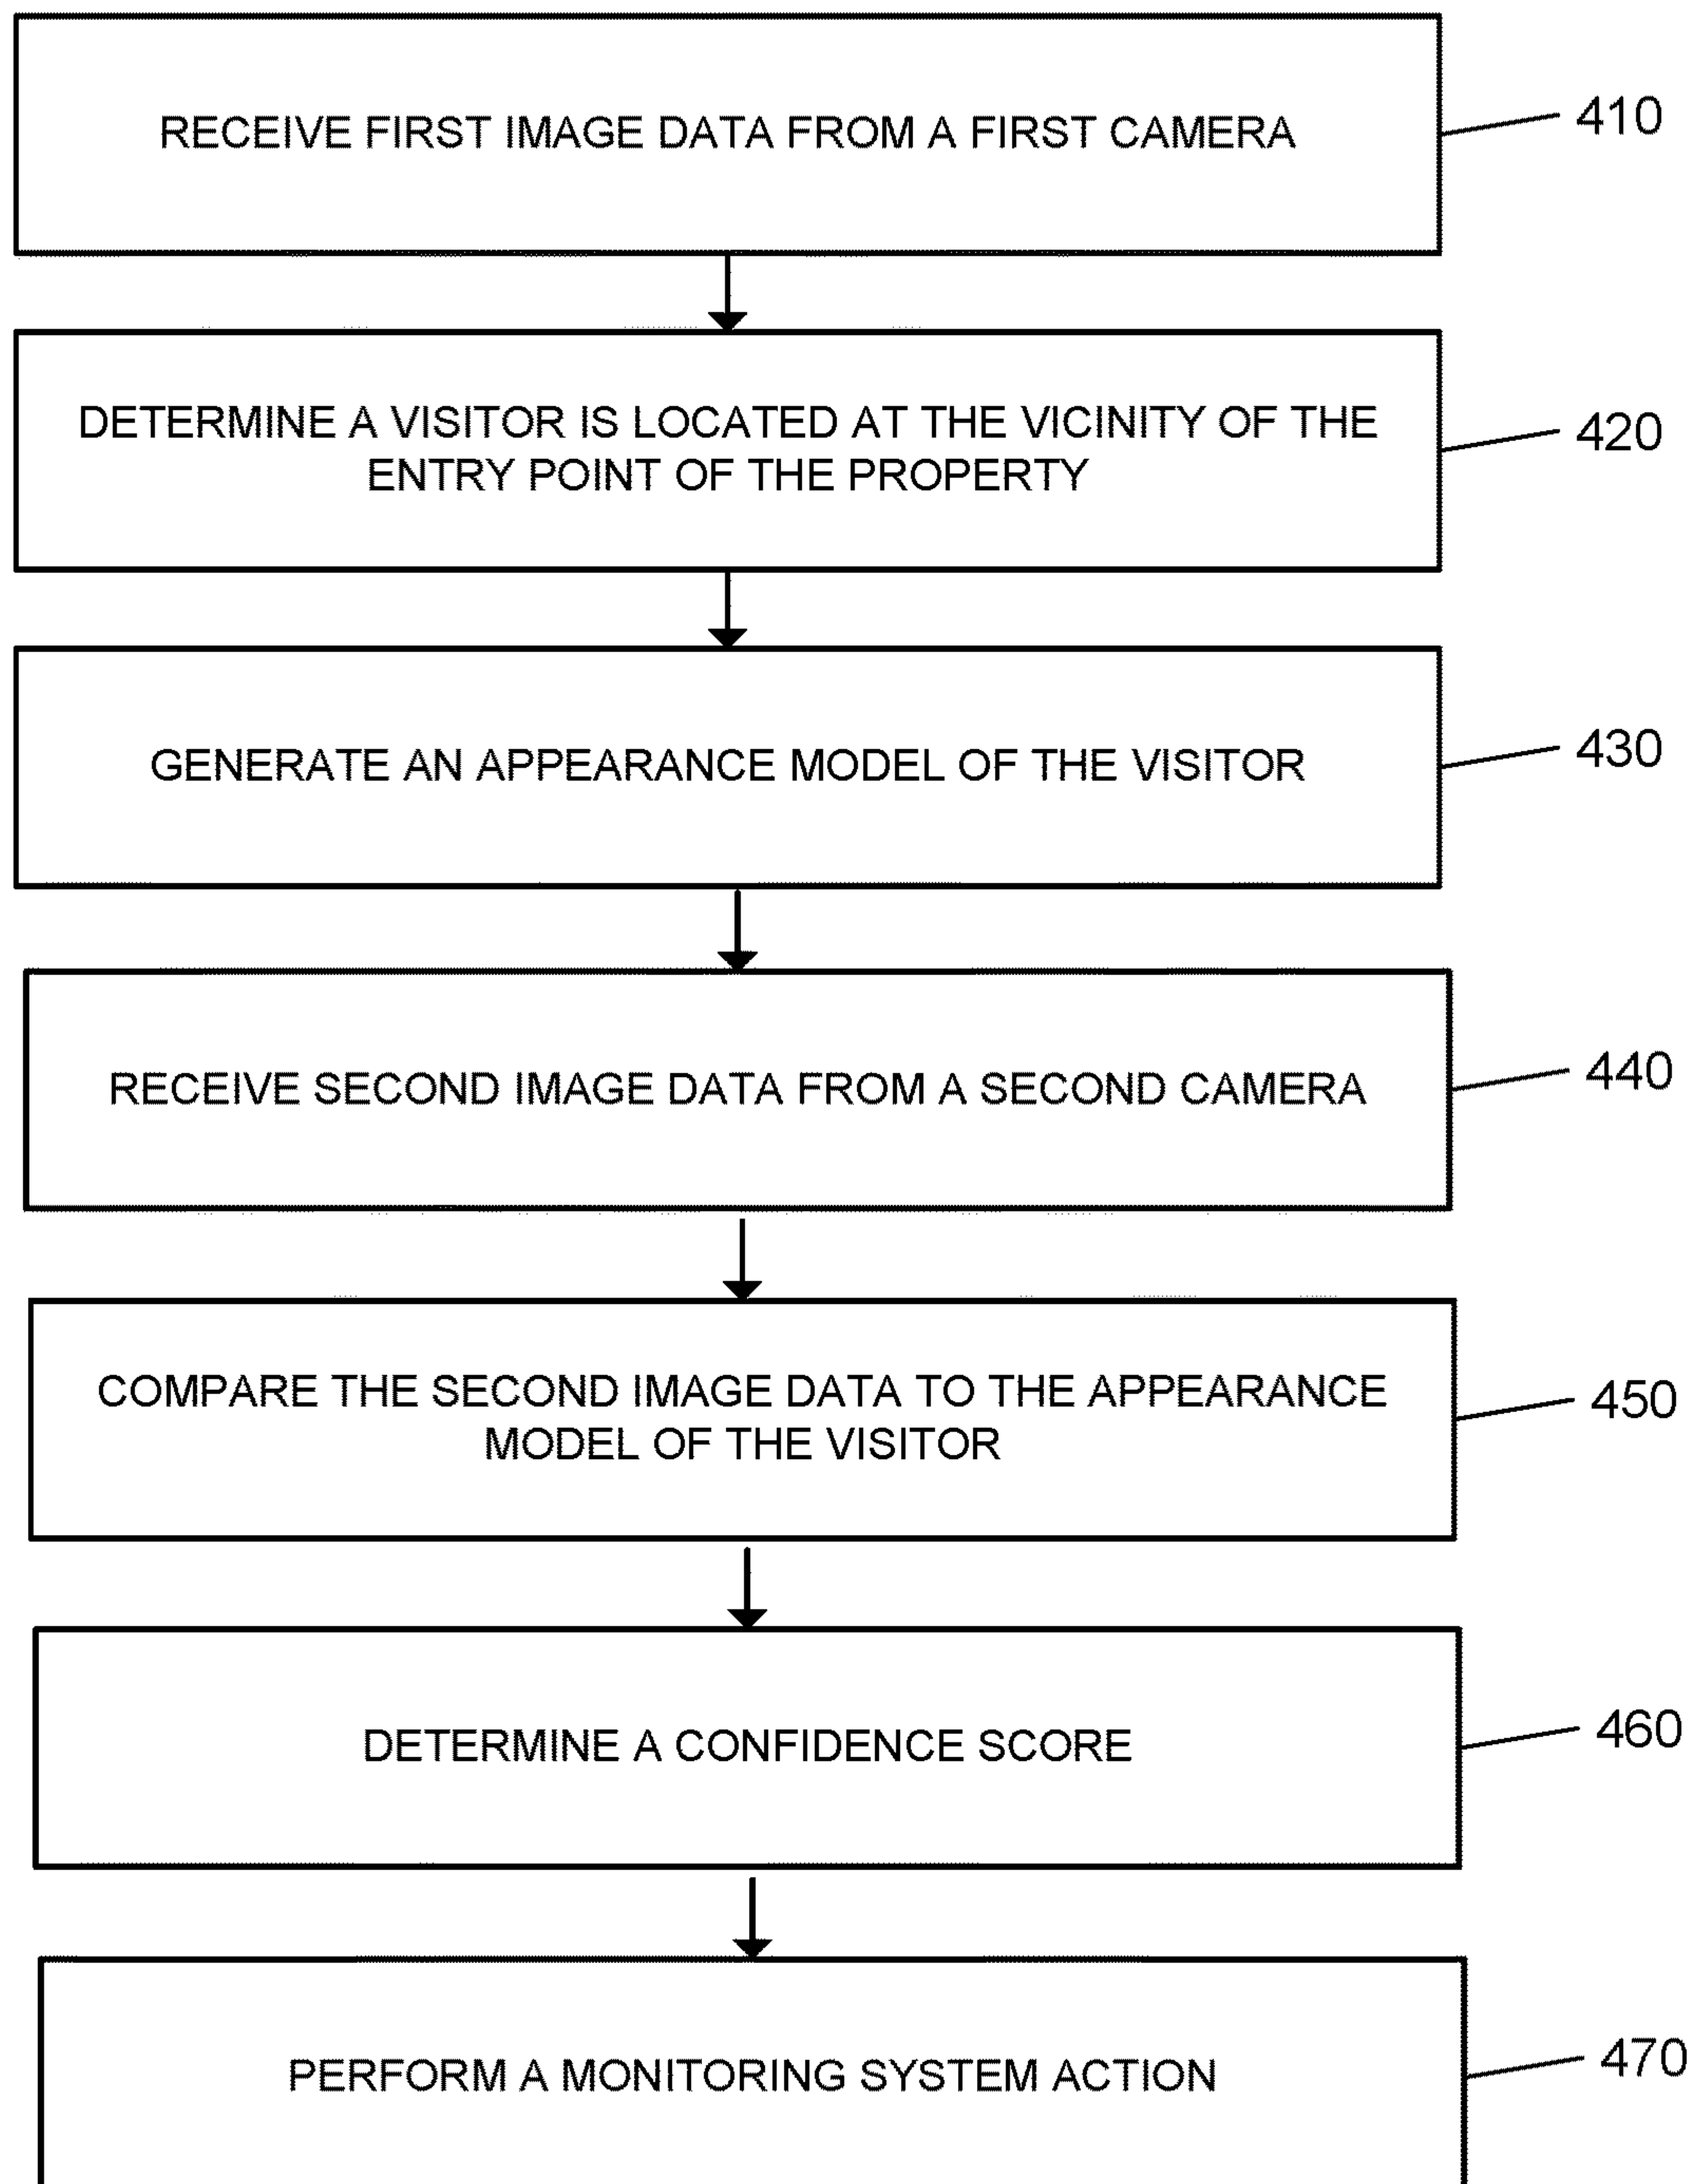 RECEIVE FIRST IMAGE DATA FROM A FIRST CAMERA
410
DETERMINE A VISITOR IS LOCATED AT THE VICINITY OF THE
ENTRY POINT OF THE PROPERTY
420
GENERATE AN APPEARANCE MODEL OF THE VISITOR
430
RECEIVE SECOND IMAGE DATA FROM A SECOND CAMERA
440
COMPARE THE SECOND IMAGE DATA TO THE APPEARANCE
MODEL OF THE VISITOR
450
DETERMINE A CONFIDENCE SCORE
460
PERFORM A MONITORING SYSTEM ACTION
470